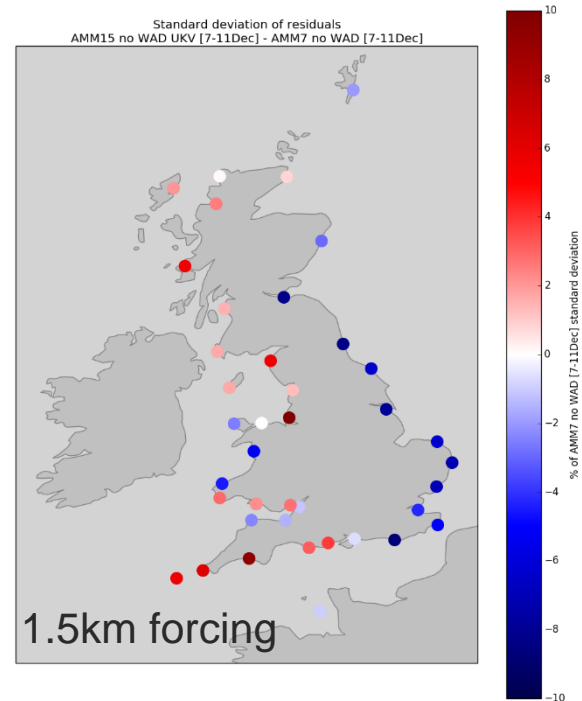 Standard deviation of residuals
AMM15 no WAD UKV [7-11Dec] - AMM7 no WAD [7-11Dec]
1.5km forcing
10
8
6
4
2
0
−2
−4
−6
−8
−10
% of AMM7 no WAD [7-11Dec] standard deviation